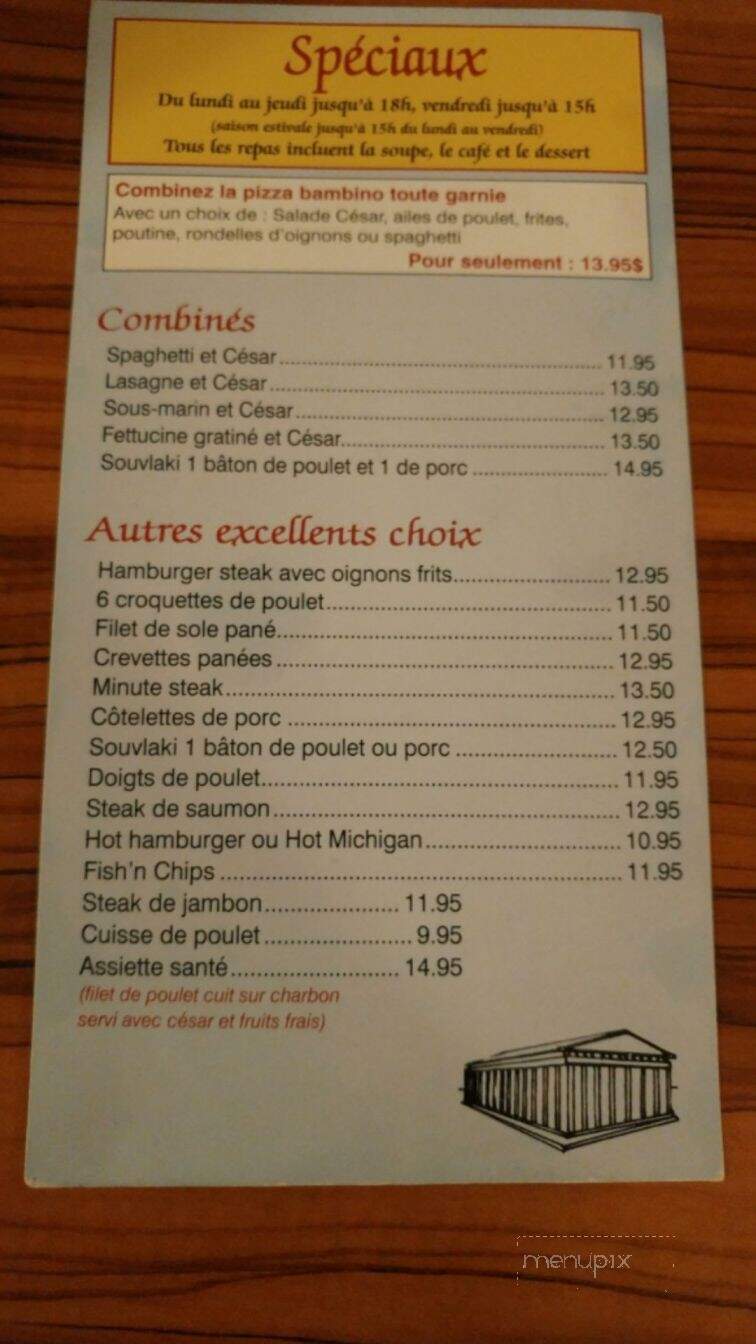 Spéciaux
Du lundi au jeudi jusqu'à 18h, vendredi jusqu'à 15h
(saison estivale jusqu'à 15h du lundi au vendredi)
Tous les repas incluent la soupe, le café et le dessert
Combinez la pizza bambino toute garnie
Avec un choix de : Salade César, ailes de poulet, frites,
poutine, rondelles d'oignons ou spaghetti
Pour seulement : 13.95$
Combinés
Spaghetti et César 11.95
Lasagne et César 13.50
Sous-marin et César 12.95
Fettucine gratiné et César 13.50
Souvlaki 1 bâton de poulet et 1 de porc 14.95
Autres excellents choix
Hamburger steak avec oignons frits 12.95
6 croquettes de poulet 11.50
Filet de sole pané 11.50
Crevettes panées 12.95
Minute steak 13.50
Côtelettes de porc 12.95
Souvlaki 1 bâton de poulet ou porc 12.50
Doigts de poulet 11.95
Steak de saumon 12.95
Hot hamburger ou Hot Michigan 10.95
Fish'n Chips 11.95
Steak de jambon 11.95
Cuisse de poulet 9.95
Assiette santé 14.95
(filet de poulet cuit sur charbon
servi avec césar et fruits frais)
menupix